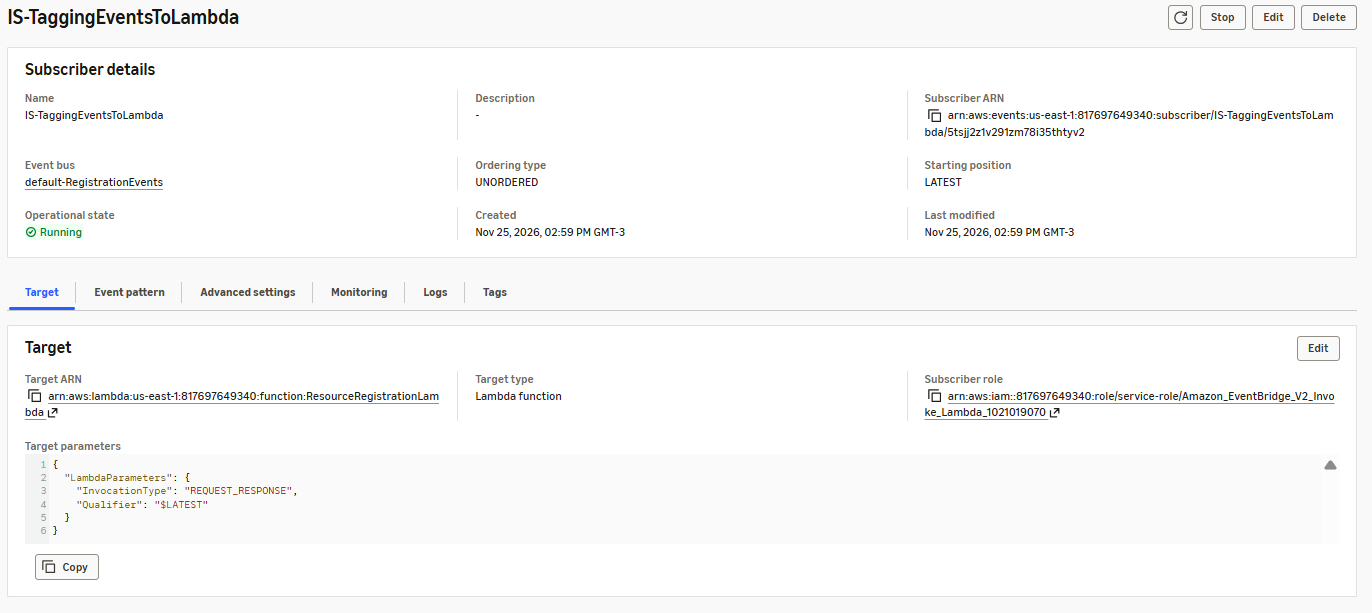 IS-TaggingEventsToLambda
Stop
Edit
Delete
Subscriber details
Name
IS-TaggingEventsToLambda
Description
-
Subscriber ARN
arn:aws:events:us-east-1:817697649340:subscriber/IS-TaggingEventsToLam
bda/5tsjj2z1v291zm78i35thtyv2
Event bus
default-RegistrationEvents
Ordering type
UNORDERED
Starting position
LATEST
Operational state
Running
Created
Nov 25, 2026, 02:59 PM GMT-3
Last modified
Nov 25, 2026, 02:59 PM GMT-3
Target
Event pattern
Advanced settings
Monitoring
Logs
Tags
Target
Edit
Target ARN
arn:aws:lambda:us-east-1:817697649340:function:ResourceRegistrationLam
bda
Target type
Lambda function
Subscriber role
arn:aws:iam::817697649340:role/service-role/Amazon_EventBridge_V2_Invo
ke_Lambda_1021019070
Target parameters
1 {
2   "LambdaParameters": {
3     "InvocationType": "REQUEST_RESPONSE",
4     "Qualifier": "$LATEST"
5   }
6 }
Copy